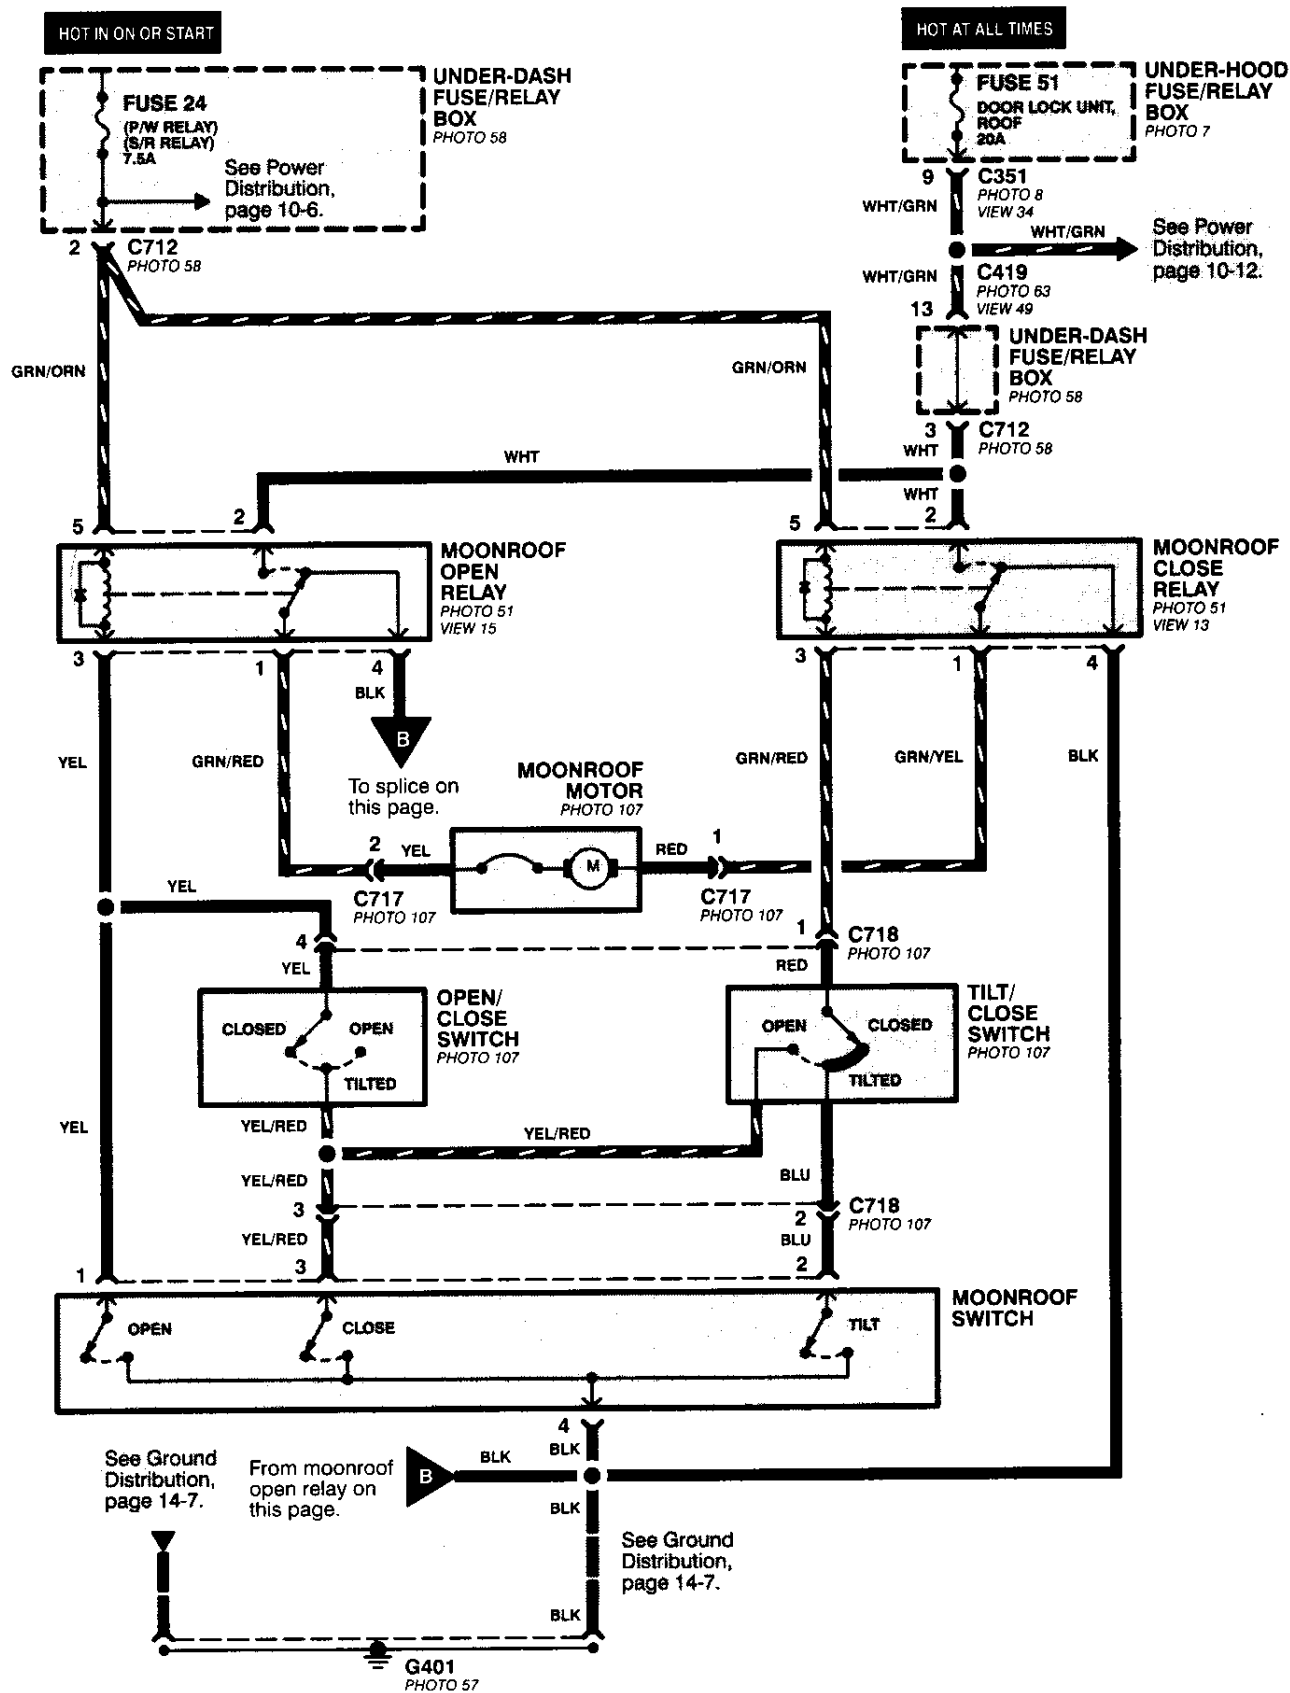 HOT IN ON OR START
HOT AT ALL TIMES
FUSE 24
(P/W RELAY)
(S/R RELAY)
7.5A
See Power
Distribution,
page 10-6.
UNDER-DASH
FUSE/RELAY
BOX
PHOTO 58
FUSE 51
DOOR LOCK UNIT,
ROOF
20A
UNDER-HOOD
FUSE/RELAY
BOX
PHOTO 7
2
C712
PHOTO 58
9
C351
PHOTO 8
VIEW 34
WHT/GRN
WHT/GRN
See Power
Distribution,
page 10-12.
WHT/GRN
C419
PHOTO 63
VIEW 49
13
UNDER-DASH
FUSE/RELAY
BOX
PHOTO 58
GRN/ORN
GRN/ORN
3
C712
PHOTO 58
WHT
WHT
WHT
5
2
5
2
MOONROOF
OPEN
RELAY
PHOTO 51
VIEW 15
MOONROOF
CLOSE
RELAY
PHOTO 51
VIEW 13
3
1
4
BLK
B
To splice on
this page.
3
1
4
YEL
GRN/RED
GRN/RED
GRN/YEL
BLK
MOONROOF
MOTOR
PHOTO 107
2
YEL
M
RED
1
C717
PHOTO 107
C717
PHOTO 107
YEL
4
YEL
1
C718
PHOTO 107
RED
OPEN/
CLOSE
SWITCH
PHOTO 107
CLOSED
OPEN
TILTED
TILT/
CLOSE
SWITCH
PHOTO 107
OPEN
CLOSED
TILTED
YEL
YEL/RED
YEL/RED
YEL/RED
BLU
3
2
C718
PHOTO 107
YEL/RED
BLU
1
3
2
MOONROOF
SWITCH
OPEN
CLOSE
TILT
4
BLK
BLK
B
From moonroof
open relay on
this page.
See Ground
Distribution,
page 14-7.
BLK
See Ground
Distribution,
page 14-7.
BLK
G401
PHOTO 57